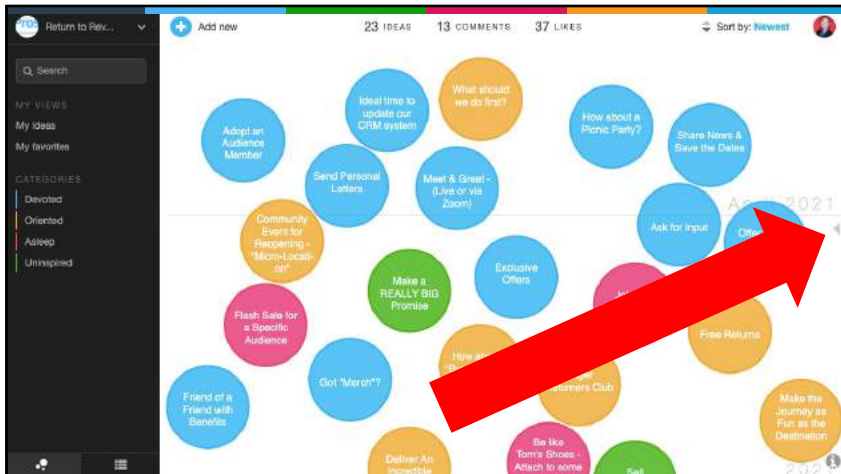 Return to Rev...
Add new
23 IDEAS
13 COMMENTS
37 LIKES
Sort by: Newest
Search
MY VIEWS
My ideas
My favorites
CATEGORIES
Devoted
Oriented
Asleep
Uninspired
Adopt an
Audience
Member
Ideal time to
update our
CRM system
What should
we do first?
How about a
Picnic Party?
Share News &
Save the Dates
Send Personal
Letters
Meet & Greet -
(Live or via
Zoom)
April 2021
Community
Event for
Reopening -
"Micro-Locati-
on"
Ask for Input
Make a
REALLY BIG
Promise
Exclusive
Offers
Flash Sale for
a Specific
Audience
Free Returns
Got "Merch"?
Friend of a
Friend with
Benefits
Club
Make the
Journey as
Fun as the
Destination
Deliver An
Incredible
Be like
Tom's Shoes -
Attach to some
Sell